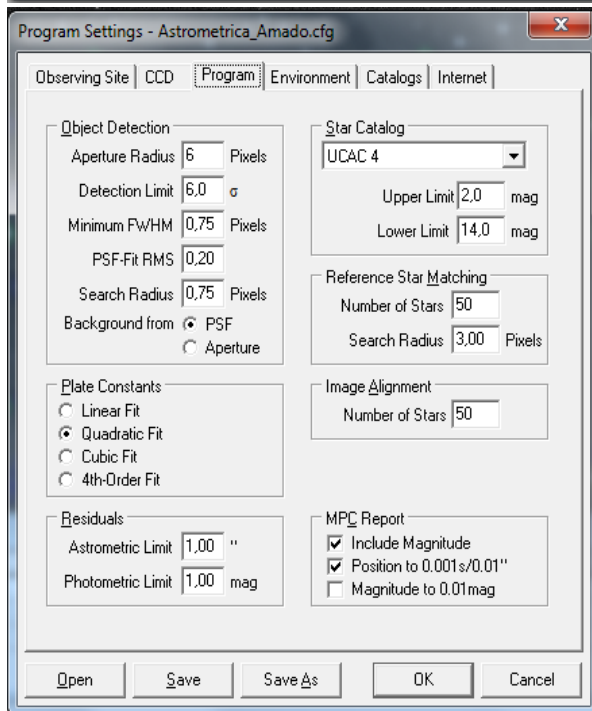 Program Settings - Astrometrica_Amado.cfg
x
Observing Site CCD Program Environment Catalogs Internet
Object Detection
Aperture Radius 6 Pixels
Detection Limit 6,0 σ
Minimum FWHM 0,75 Pixels
PSF-Fit RMS 0,20
Search Radius 0,75 Pixels
Background from PSF
Aperture
Plate Constants
Linear Fit
Quadratic Fit
Cubic Fit
4th-Order Fit
Residuals
Astrometric Limit 1,00 "
Photometric Limit 1,00 mag
Star Catalog
UCAC 4
Upper Limit 2,0 mag
Lower Limit 14,0 mag
Reference Star Matching
Number of Stars 50
Search Radius 3,00 Pixels
Image Alignment
Number of Stars 50
MPC Report
Include Magnitude
Position to 0.001s/0.01"
Magnitude to 0.01mag
Open Save Save As OK Cancel